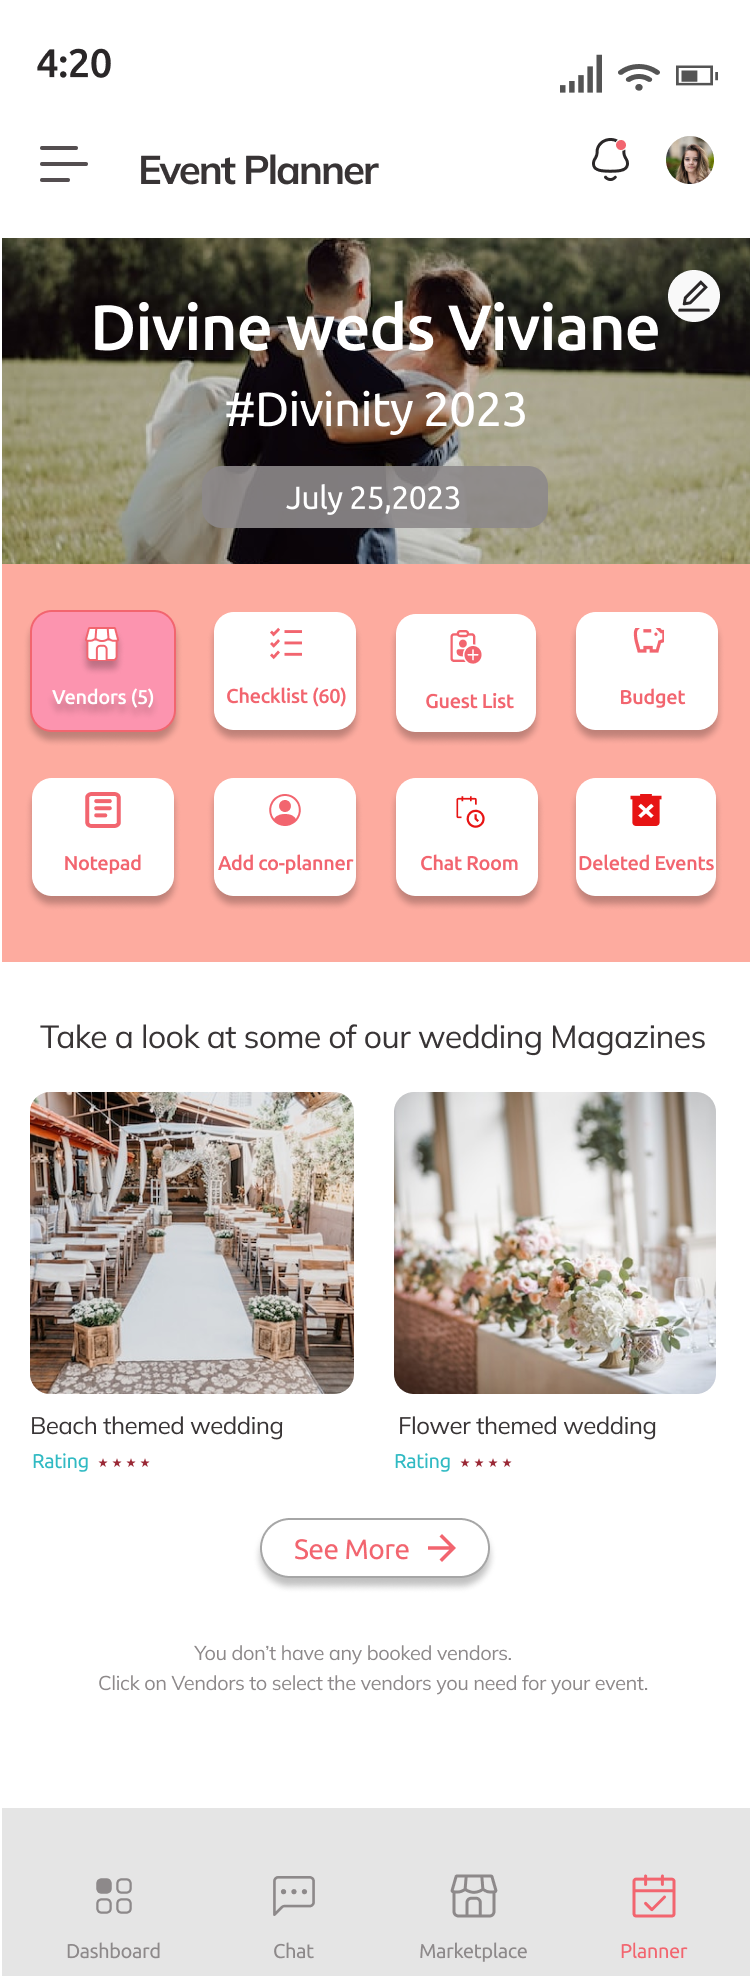 4:20
Event Planner
Divine weds Viviane
#Divinity 2023
July 25,2023
Vendors (5)
Checklist (60)
Guest List
Budget
Notepad
Add co-planner
Chat Room
Deleted Events
Take a look at some of our wedding Magazines
Beach themed wedding
Flower themed wedding
Rating
Rating
See More
You don’t have any booked vendors.
Click on Vendors to select the vendors you need for your event.
Dashboard
Chat
Marketplace
Planner